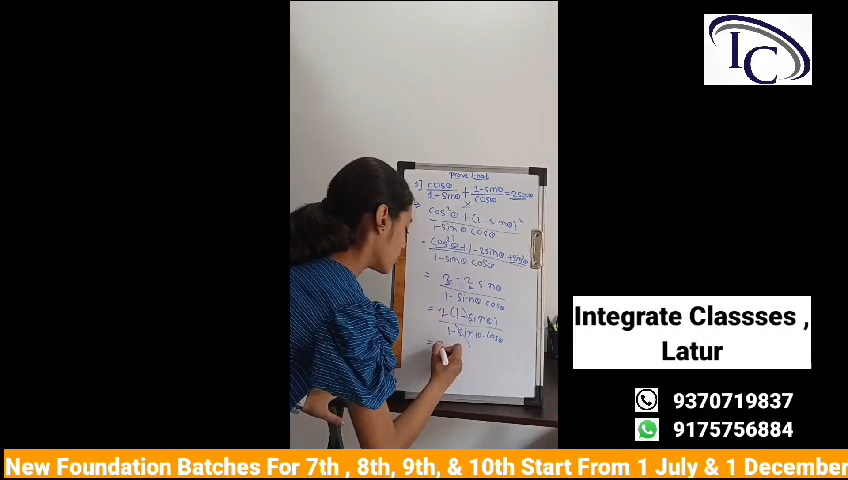 IC
Prove that
1] cosθ/1-sinθ + 1-sinθ/cosθ = 2secθ
⇒ cos²θ + (1-sinθ)²
1-sinθ cosθ
= cos²θ + 1-2sinθ + sin²θ
1-sinθ cosθ
= 2 - 2 sinθ
1-sinθ cosθ
= 2(1-sinθ)
1-sinθ.cosθ
=
Integrate Classses ,
Latur
9370719837
9175756884
New Foundation Batches For 7th , 8th, 9th, & 10th Start From 1 July & 1 December